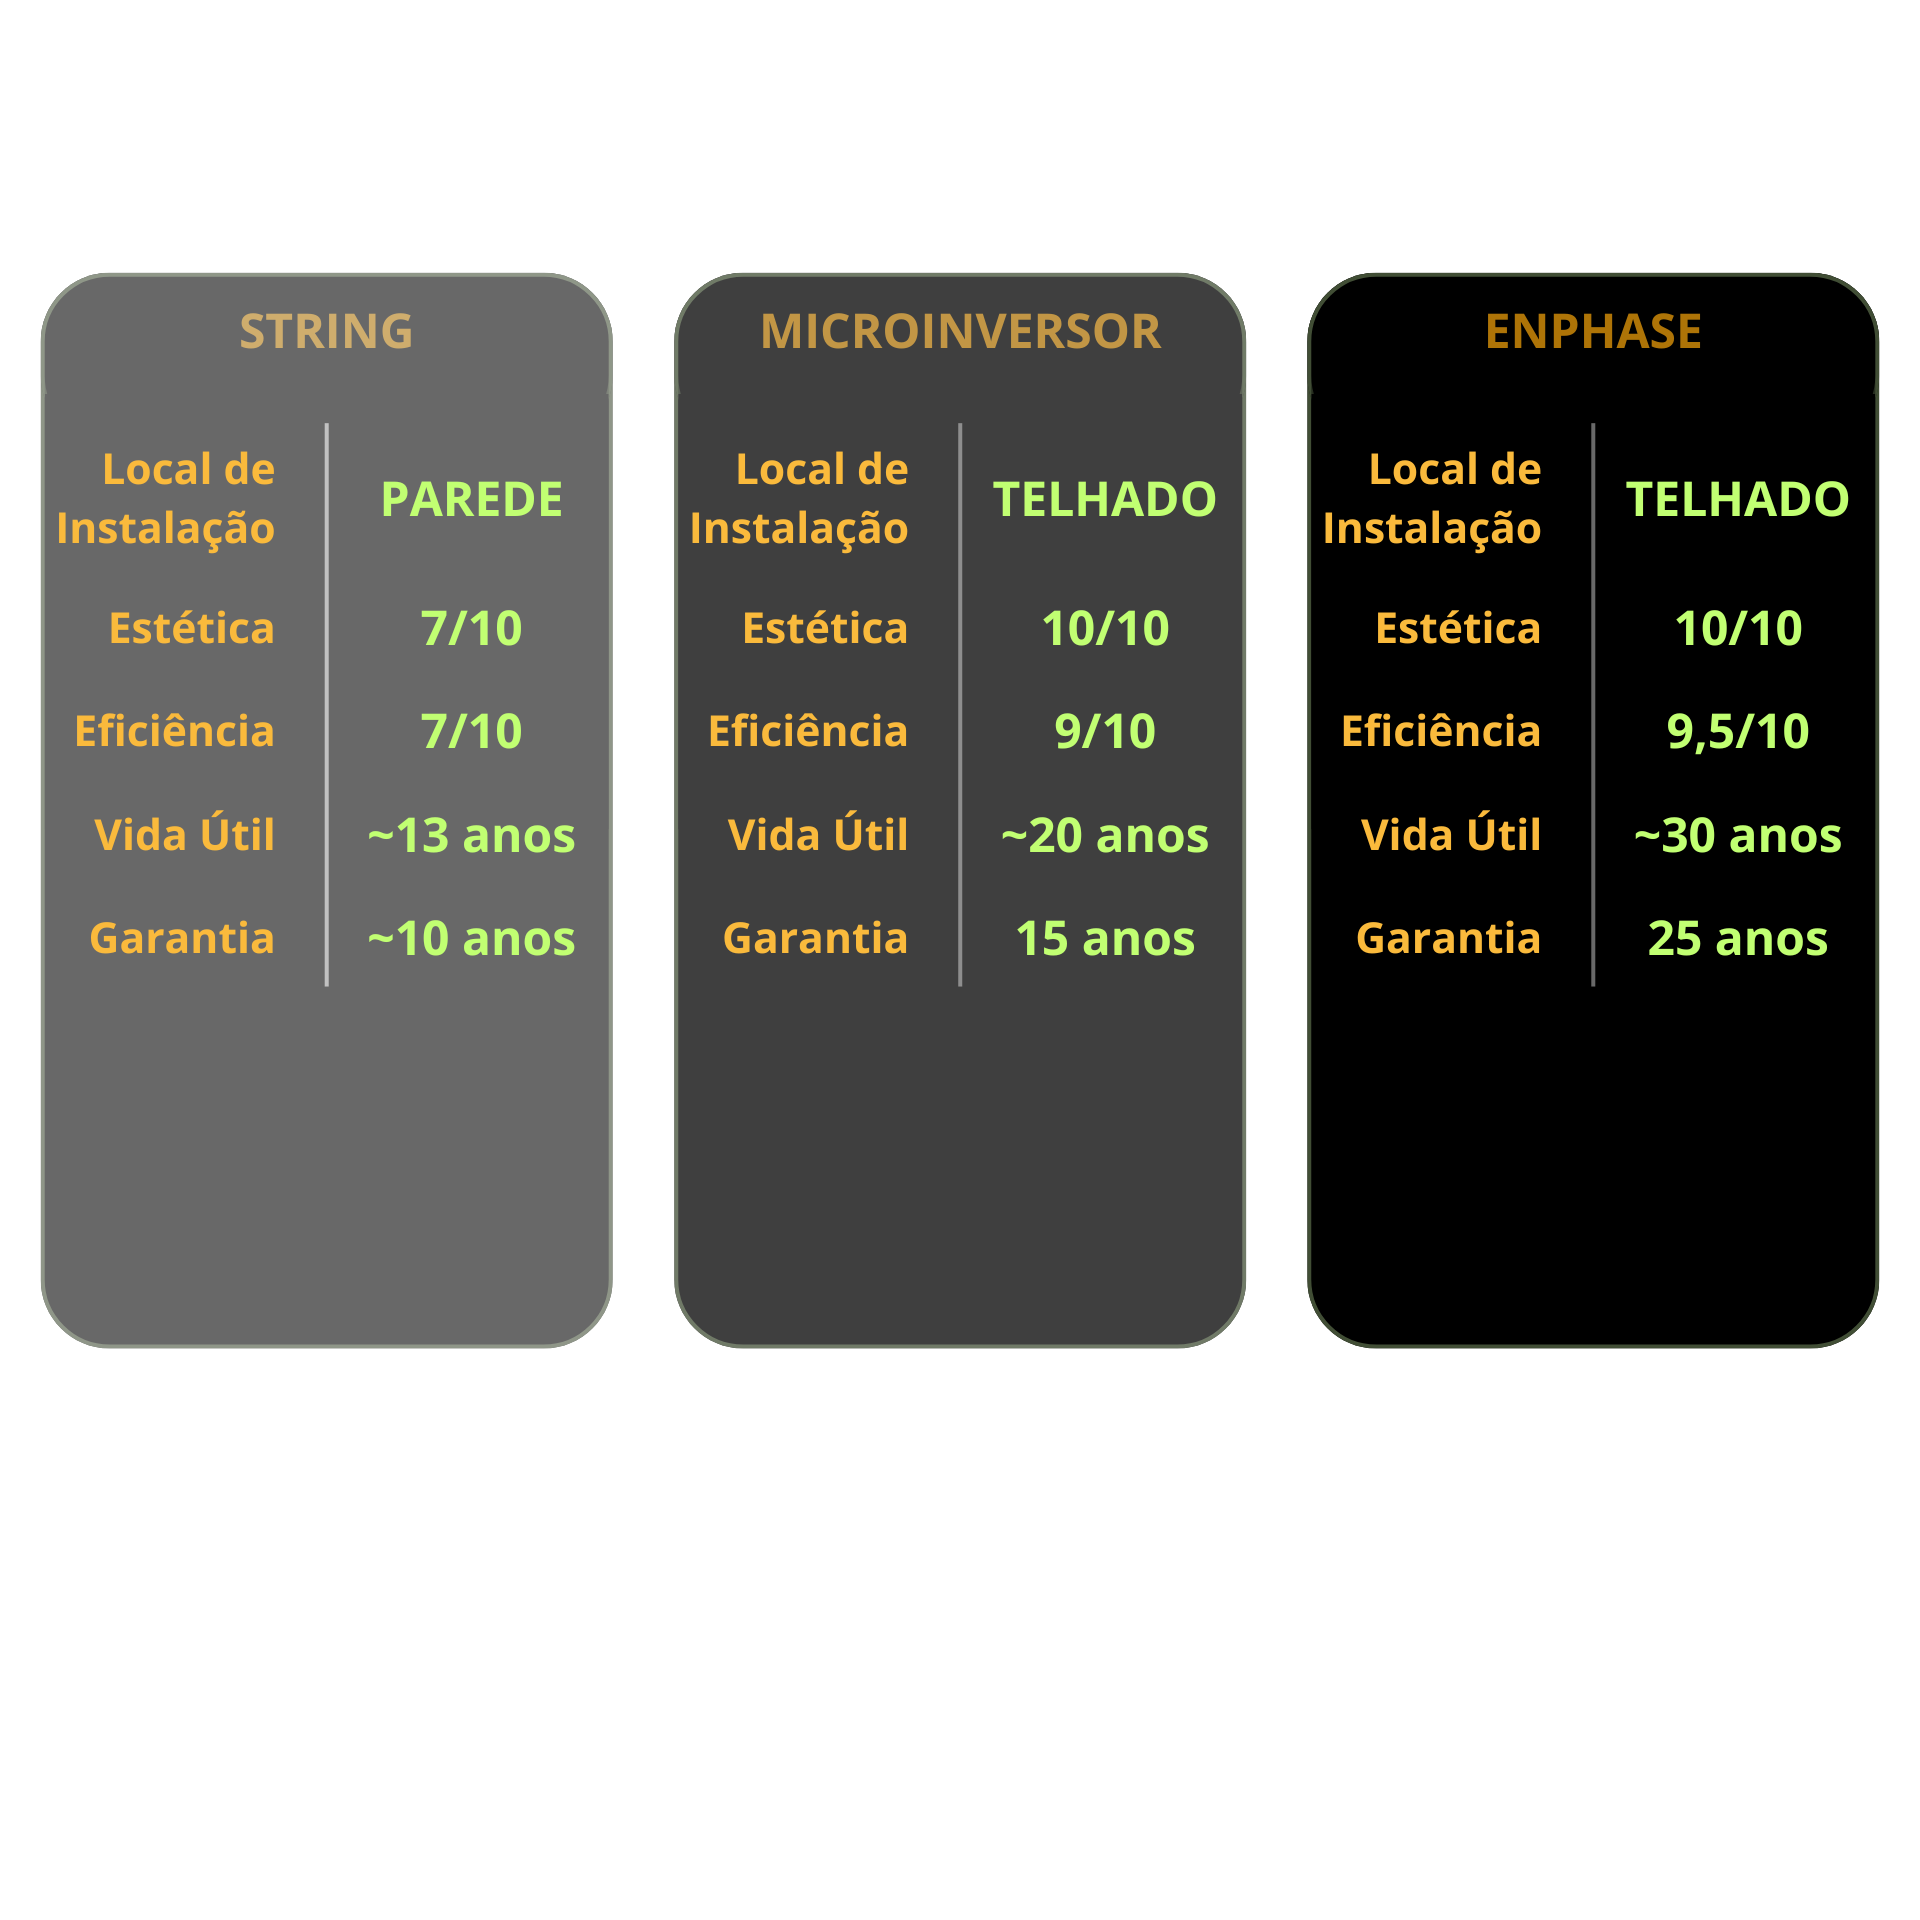 STRING
Local de
Instalação
PAREDE
Estética
7/10
Eficiência
7/10
Vida Útil
~13 anos
Garantia
~10 anos
MICROINVERSOR
Local de
Instalação
TELHADO
Estética
10/10
Eficiência
9/10
Vida Útil
~20 anos
Garantia
15 anos
ENPHASE
Local de
Instalação
TELHADO
Estética
10/10
Eficiência
9,5/10
Vida Útil
~30 anos
Garantia
25 anos